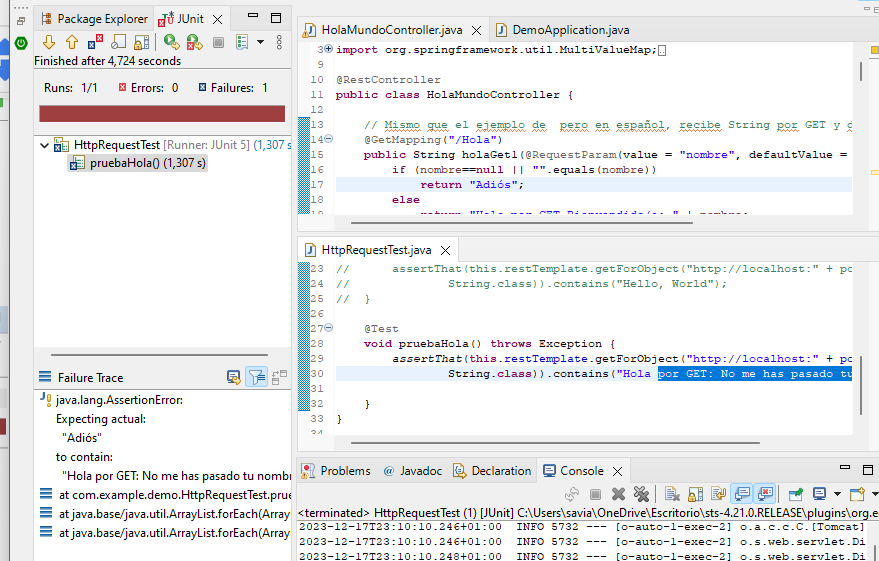 Package Explorer
JUnit
Finished after 4,724 seconds
Runs: 1/1 Errors: 0 Failures: 1
HttpRequestTest [Runner: JUnit 5] (1,307 s
pruebaHola() (1,307 s)
Failure Trace
java.lang.AssertionError:
Expecting actual:
"Adiós"
to contain:
"Hola por GET: No me has pasado tu nombr
at com.example.demo.HttpRequestTest.prue
at java.base/java.util.ArrayList.forEach(Array
at java.base/java.util.ArrayList.forEach(Array
HolaMundoController.java DemoApplication.java
3 import org.springframework.util.MultiValueMap;
9
10 @RestController
11 public class HolaMundoController {
12
13 // Mismo que el ejemplo de pero en español, recibe String por GET y d
14 @GetMapping("/Hola")
15 public String holaGet1(@RequestParam(value = "nombre", defaultValue =
16 if (nombre==null || "".equals(nombre))
17 return "Adiós";
18 else
HttpRequestTest.java
23 // assertThat(this.restTemplate.getForObject("http://localhost:" + po
24 // String.class)).contains("Hello, World");
25 // }
26
27 @Test
28 void pruebaHola() throws Exception {
29 assertThat(this.restTemplate.getForObject("http://localhost:" + po
30 String.class)).contains("Hola por GET: No me has pasado tu
31
32 }
33 }
34
Problems @ Javadoc Declaration Console
<terminated> HttpRequestTest (1) [JUnit] C:\Users\savia\OneDrive\Escritorio\sts-4.21.0.RELEASE\plugins\org.e
2023-12-17T23:10:10.246+01:00 INFO 5732 --- [o-auto-1-exec-2] o.a.c.c.C.[Tomcat]
2023-12-17T23:10:10.246+01:00 INFO 5732 --- [o-auto-1-exec-2] o.s.web.servlet.Di
2023-12-17T23:10:10.248+01:00 INFO 5732 --- [o-auto-1-exec-2] o.s.web.servlet.Di